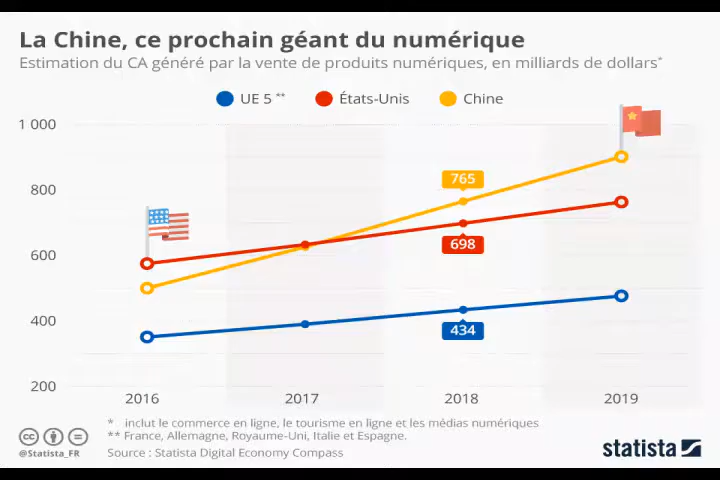 La Chine, ce prochain géant du numérique
Estimation du CA généré par la vente de produits numériques, en milliards de dollars*
UE 5 ** États-Unis Chine
1 000
800
600
400
200
765
698
434
2016 2017 2018 2019
* inclut le commerce en ligne, le tourisme en ligne et les médias numériques
** France, Allemagne, Royaume-Uni, Italie et Espagne.
@Statista_FR Source : Statista Digital Economy Compass
statista